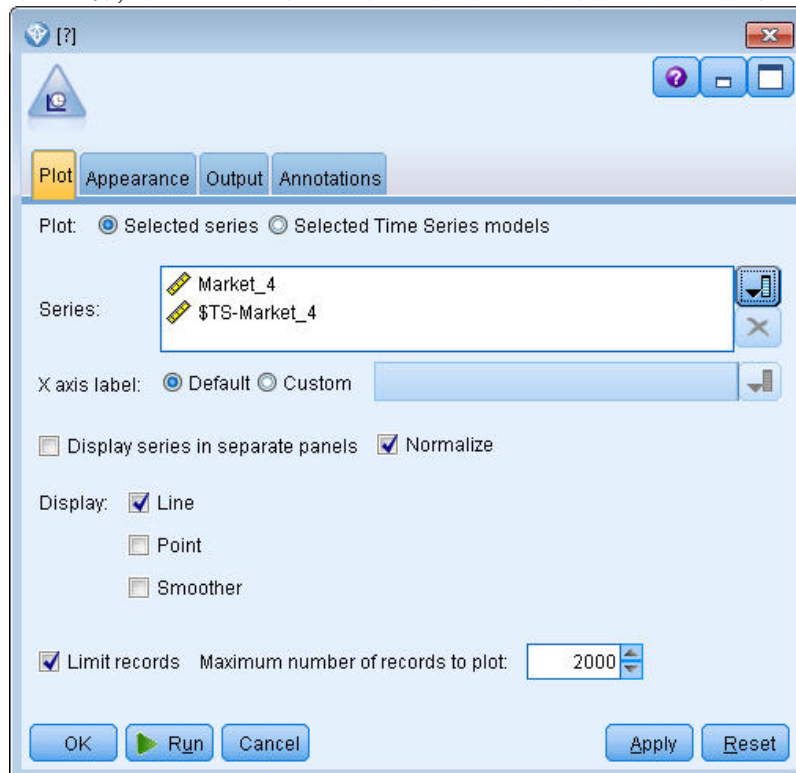 [?]
Plot Appearance Output Annotations
Plot: Selected series Selected Time Series models
Series:
Market_4
$TS-Market_4
X axis label: Default Custom
Display series in separate panels Normalize
Display: Line
Point
Smoother
Limit records Maximum number of records to plot: 2000
OK Run Cancel Apply Reset